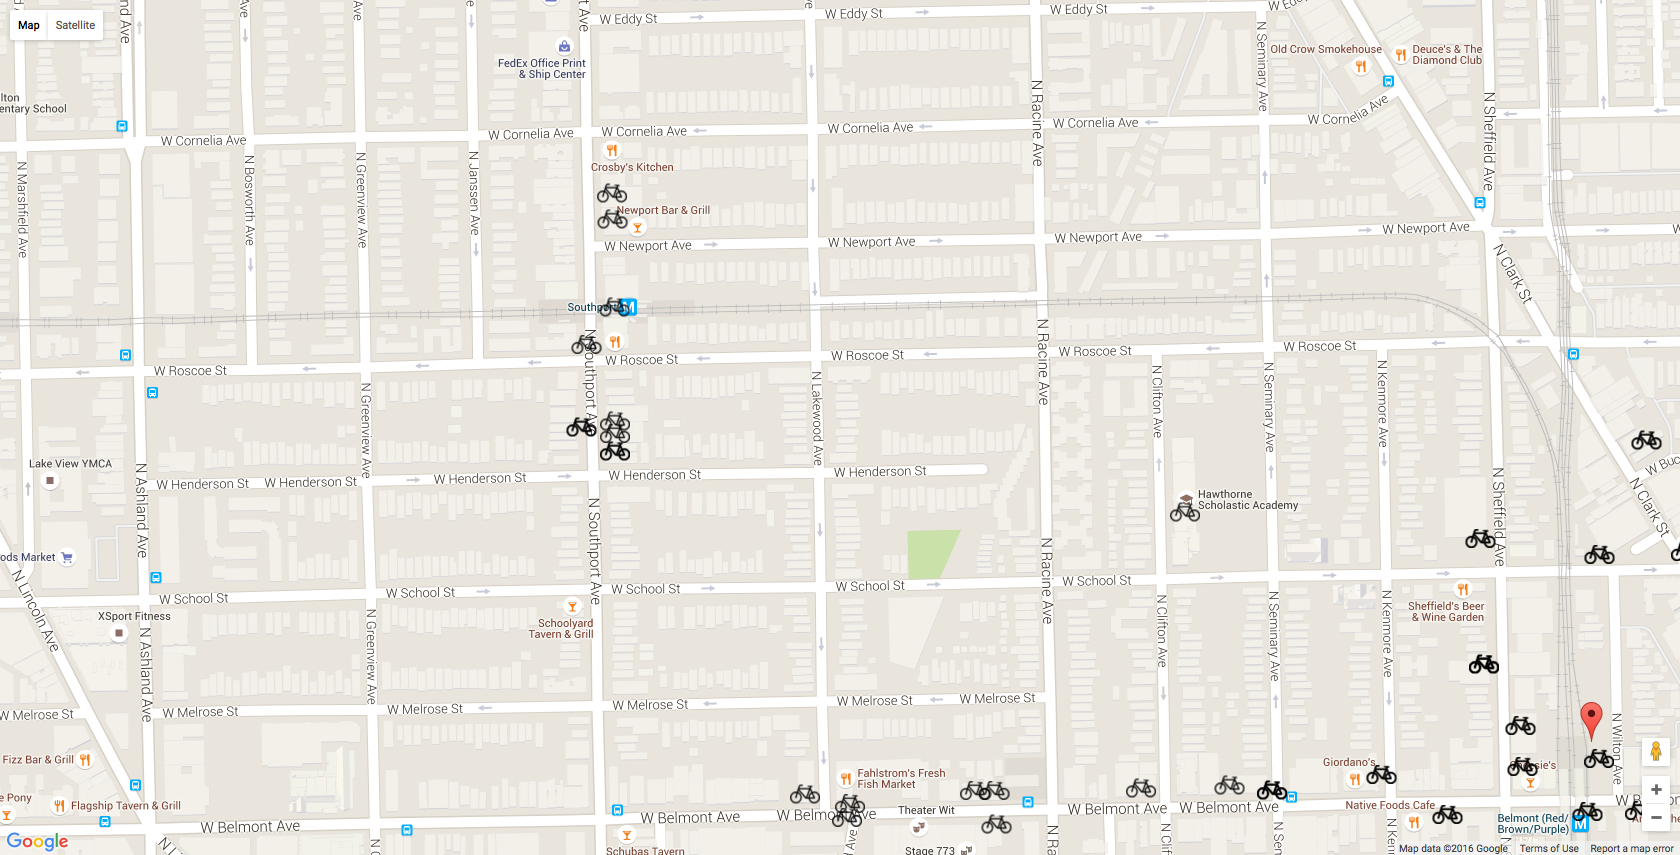 Map
Satellite
W Eddy St
W Eddy St
W Eddy St
W Eddy
t Ave
nd Ave
FedEx Office Print
& Ship Center
Old Crow Smokehouse
Deuce's & The
Diamond Club
lton
entary School
N Seminary Ave
N Racine Ave
N Sheffield Ave
W Cornelia Ave
W Cornelia Ave
W Cornelia Ave
W Cornelia Ave
W Cornelia Ave
W Cornelia Ave
Crosby's Kitchen
N Marshfield Ave
N Bosworth Ave
N Greenview Ave
N Janssen Ave
Newport Bar & Grill
W Newport Ave
W Newport Ave
W Newport Ave
W Newport Ave
W N
N Clark St
Southport
M
N Southport Ave
N Racine Ave
W Roscoe St
W Roscoe St
W Roscoe St
W Roscoe St
W Roscoe St
N Greenview Ave
N Lakewood Ave
N Clifton Ave
N Seminary Ave
N Kenmore Ave
Lake View YMCA
N Ashland Ave
W Henderson St
W Henderson St
W Henderson St
W Henderson St
W Henderson St
N Sheffield Ave
W Buc
N Clark St
Hawthorne
Scholastic Academy
N Southport Ave
N Racine Ave
ods Market
N Lincoln Ave
W School St
W School St
W School St
W School St
W School St
XSport Fitness
Schoolyard
Tavern & Grill
Sheffield's Beer
& Wine Garden
N Ashland Ave
N Greenview Ave
N Clifton Ave
N Seminary Ave
N Kenmore Ave
W Melrose St
W Melrose St
W Melrose St
W Melrose St
W Melrose St
W Melrose St
N Wilton Ave
Fizz Bar & Grill
Giordano's
sie's
Fahlstrom's Fresh
Fish Market
e Pony
Flagship Tavern & Grill
Theater Wit
Native Foods Cafe
W Belmont Ave
W Belmont Ave
W Belmont Ave
W Belmont Ave
W Belmont Ave
Belmont (Red/
Brown/Purple)
M
Schubas Tavern
Stage 773
Google
Map data ©2016 Google
Terms of Use
Report a map error